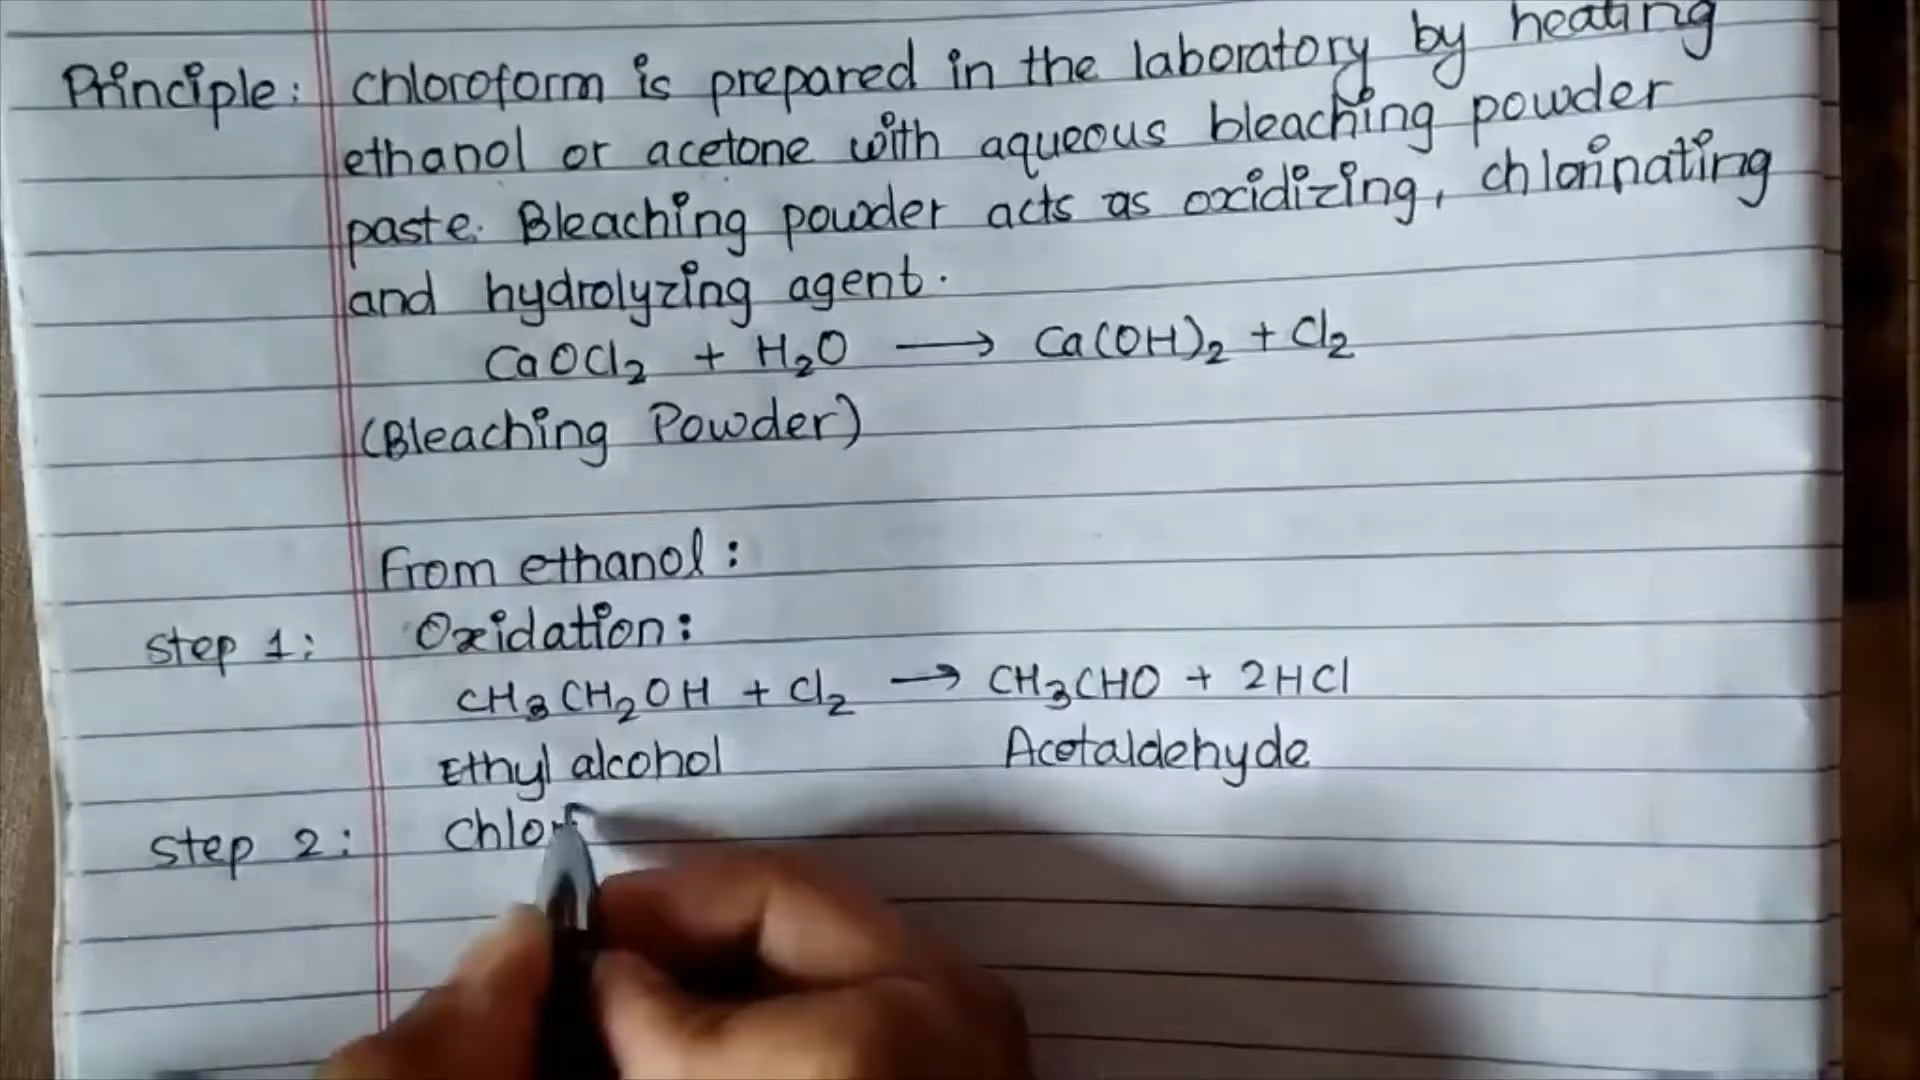 Principle: chloroform is prepared in the laboratory by heating
ethanol or acetone with aqueous bleaching powder
paste. Bleaching powder acts as oxidizing, chlorinating
and hydrolyzing agent.
CaOCl₂ + H₂O → Ca(OH)₂ + Cl₂
(Bleaching Powder)
From ethanol:
Step 1: Oxidation:
CH₃CH₂OH + Cl₂ → CH₃CHO + 2HCl
Ethyl alcohol Acetaldehyde
Step 2: Chlor